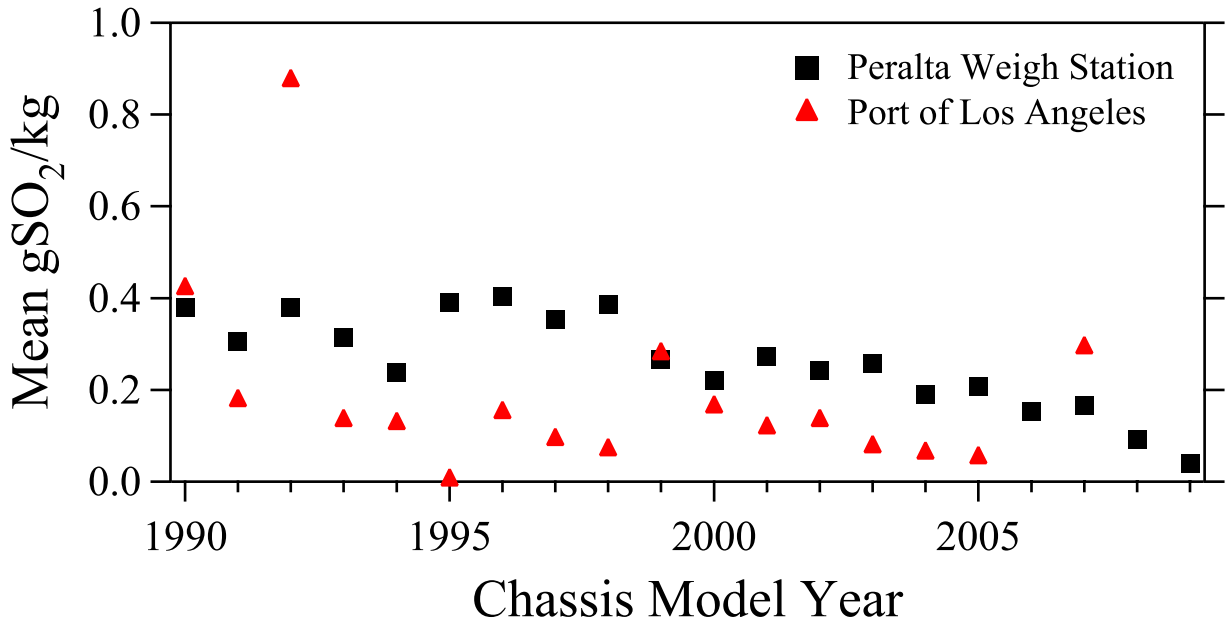 1.0
0.8
0.6
0.4
0.2
0.0
Mean gSO₂/kg
Peralta Weigh Station
Port of Los Angeles
1990 1995 2000 2005
Chassis Model Year